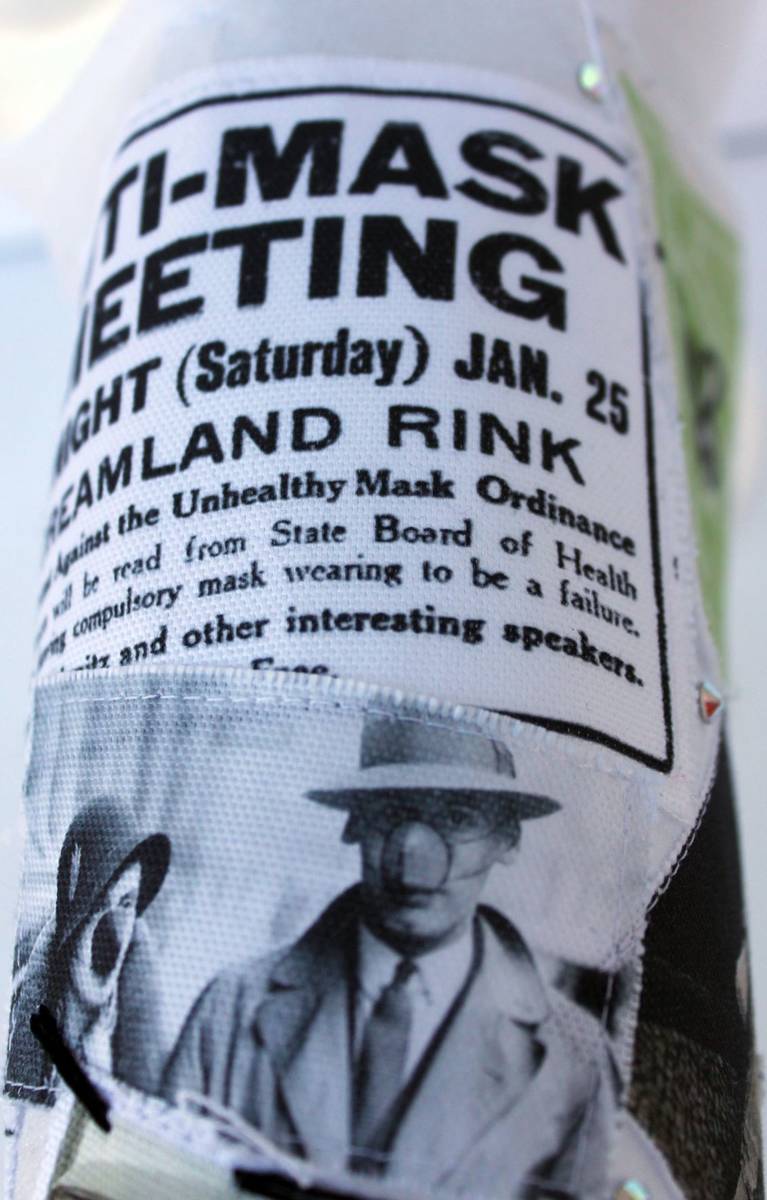 TI-MASK
EETING
IGHT (Saturday) JAN. 25
REAMLAND RINK
Against the Unhealthy Mask Ordinance
will be read from State Board of Health
compulsory mask wearing to be a failure.
and other interesting speakers.
Free.